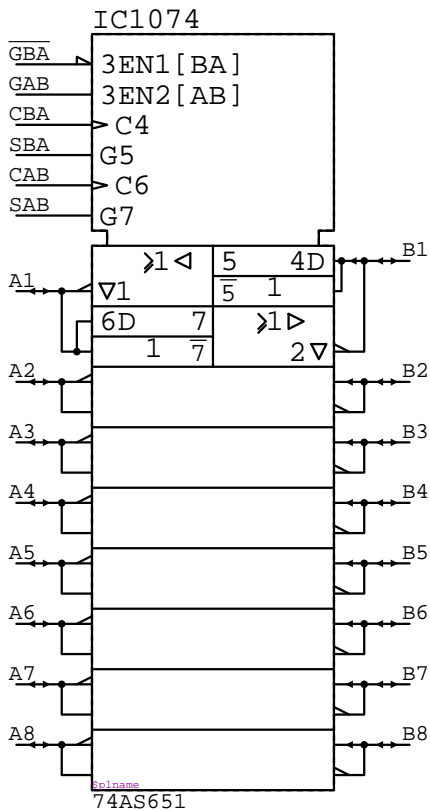 IC1074
GBA 3EN1[BA]
GAB 3EN2[AB]
CBA C4
SBA G5
CAB C6
SAB G7
A1 ≥1 5 4D B1
▽1 5 1
6D 7 ≥1
1 7 2▽
A2 B2
A3 B3
A4 B4
A5 B5
A6 B6
A7 B7
A8 B8
$plname
74AS651